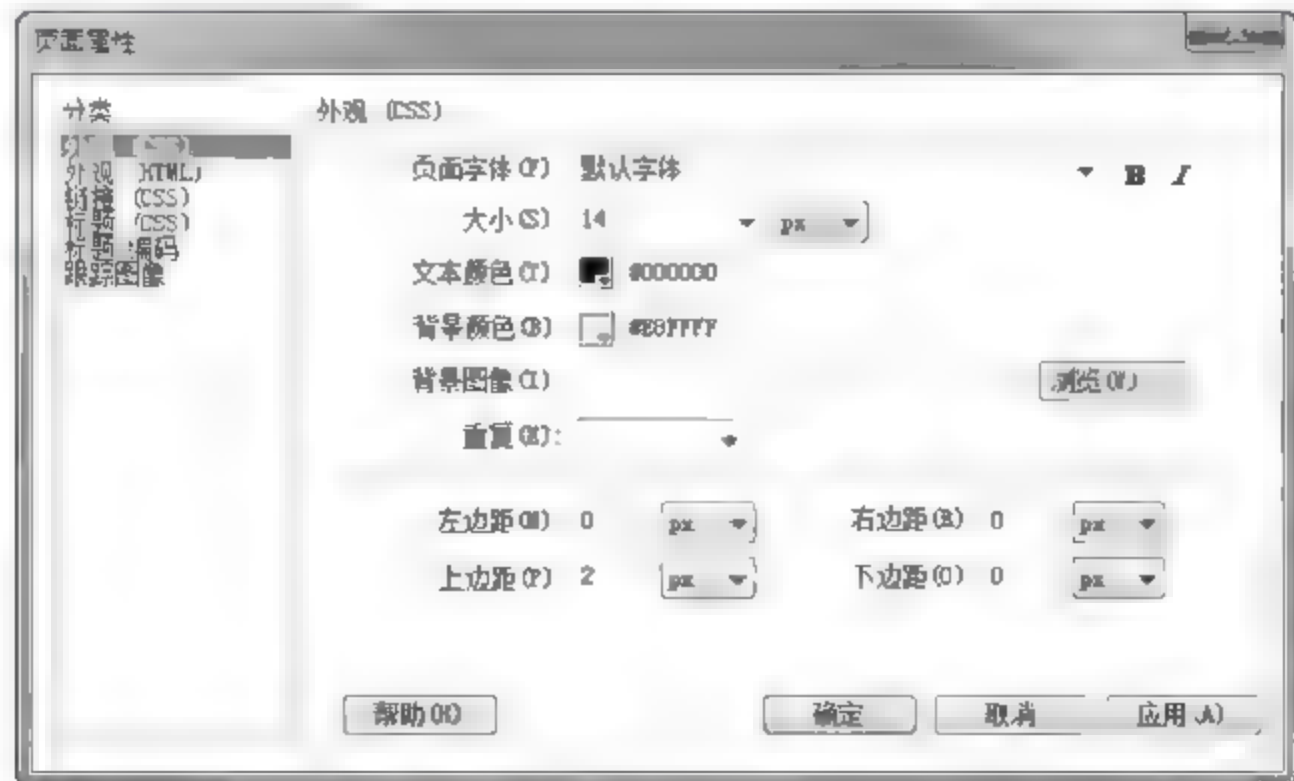 页面属性
分类
外观 (CSS)
外观 (HTML)
链接 (CSS)
标题 (CSS)
标题/编码
跟踪图像
外观 (CSS)
页面字体(F) 默认字体 B I
大小(S) 14 px
文本颜色(T) #000000
背景颜色(B) #E8FFFF
背景图像(I) 浏览(W)
重复(E):
左边距(M) 0 px 右边距(R) 0 px
上边距(P) 2 px 下边距(O) 0 px
帮助(H) 确定 取消 应用(A)